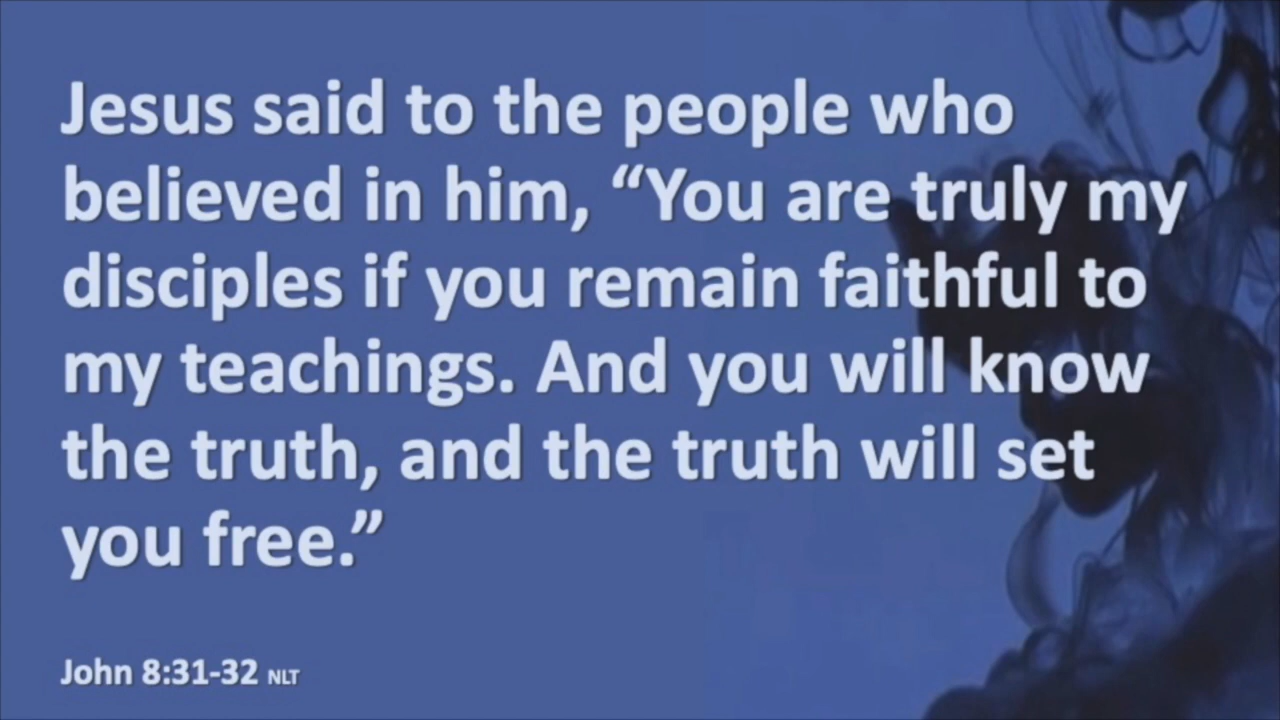 Jesus said to the people who
believed in him, “You are truly my
disciples if you remain faithful to
my teachings. And you will know
the truth, and the truth will set
you free.”
John 8:31-32 NLT